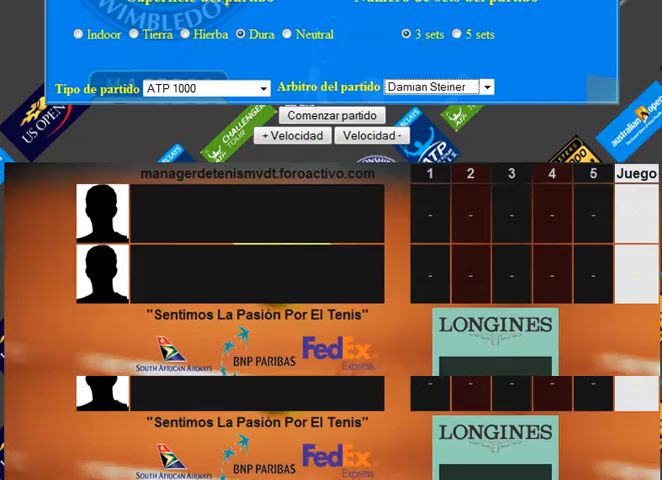 WIMBLEDON
Superficie del partido
Número de sets del partido
Indoor Tierra Hierba Dura Neutral
3 sets 5 sets
Tipo de partido ATP 1000
Arbitro del partido Damian Steiner
US OPEN
CHALLENGER TOUR
Comenzar partido
+ Velocidad
Velocidad -
ATP
australian open
managerdetenismvdt.foroactivo.com
1 2 3 4 5 Juego
- - - - - -
- - - - - -
"Sentimos La Pasión Por El Tenis"
LONGINES
SOUTH AFRICAN AIRWAYS
BNP PARIBAS
FedEx
Express
- - - - - -
"Sentimos La Pasión Por El Tenis"
LONGINES
SOUTH AFRICAN AIRWAYS
BNP PARIBAS
FedEx
Express